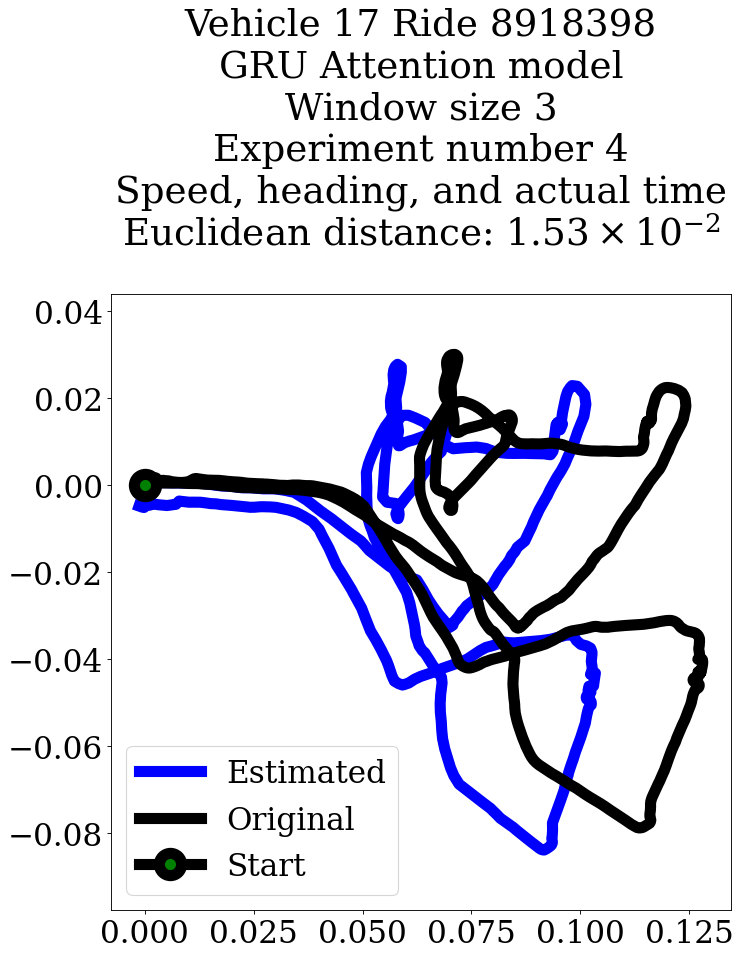 Vehicle 17 Ride 8918398
GRU Attention model
Window size 3
Experiment number 4
Speed, heading, and actual time
Euclidean distance: 1.53 × 10⁻²
0.04
0.02
0.00
−0.02
−0.04
−0.06
−0.08
Estimated
Original
Start
0.000 0.025 0.050 0.075 0.100 0.125